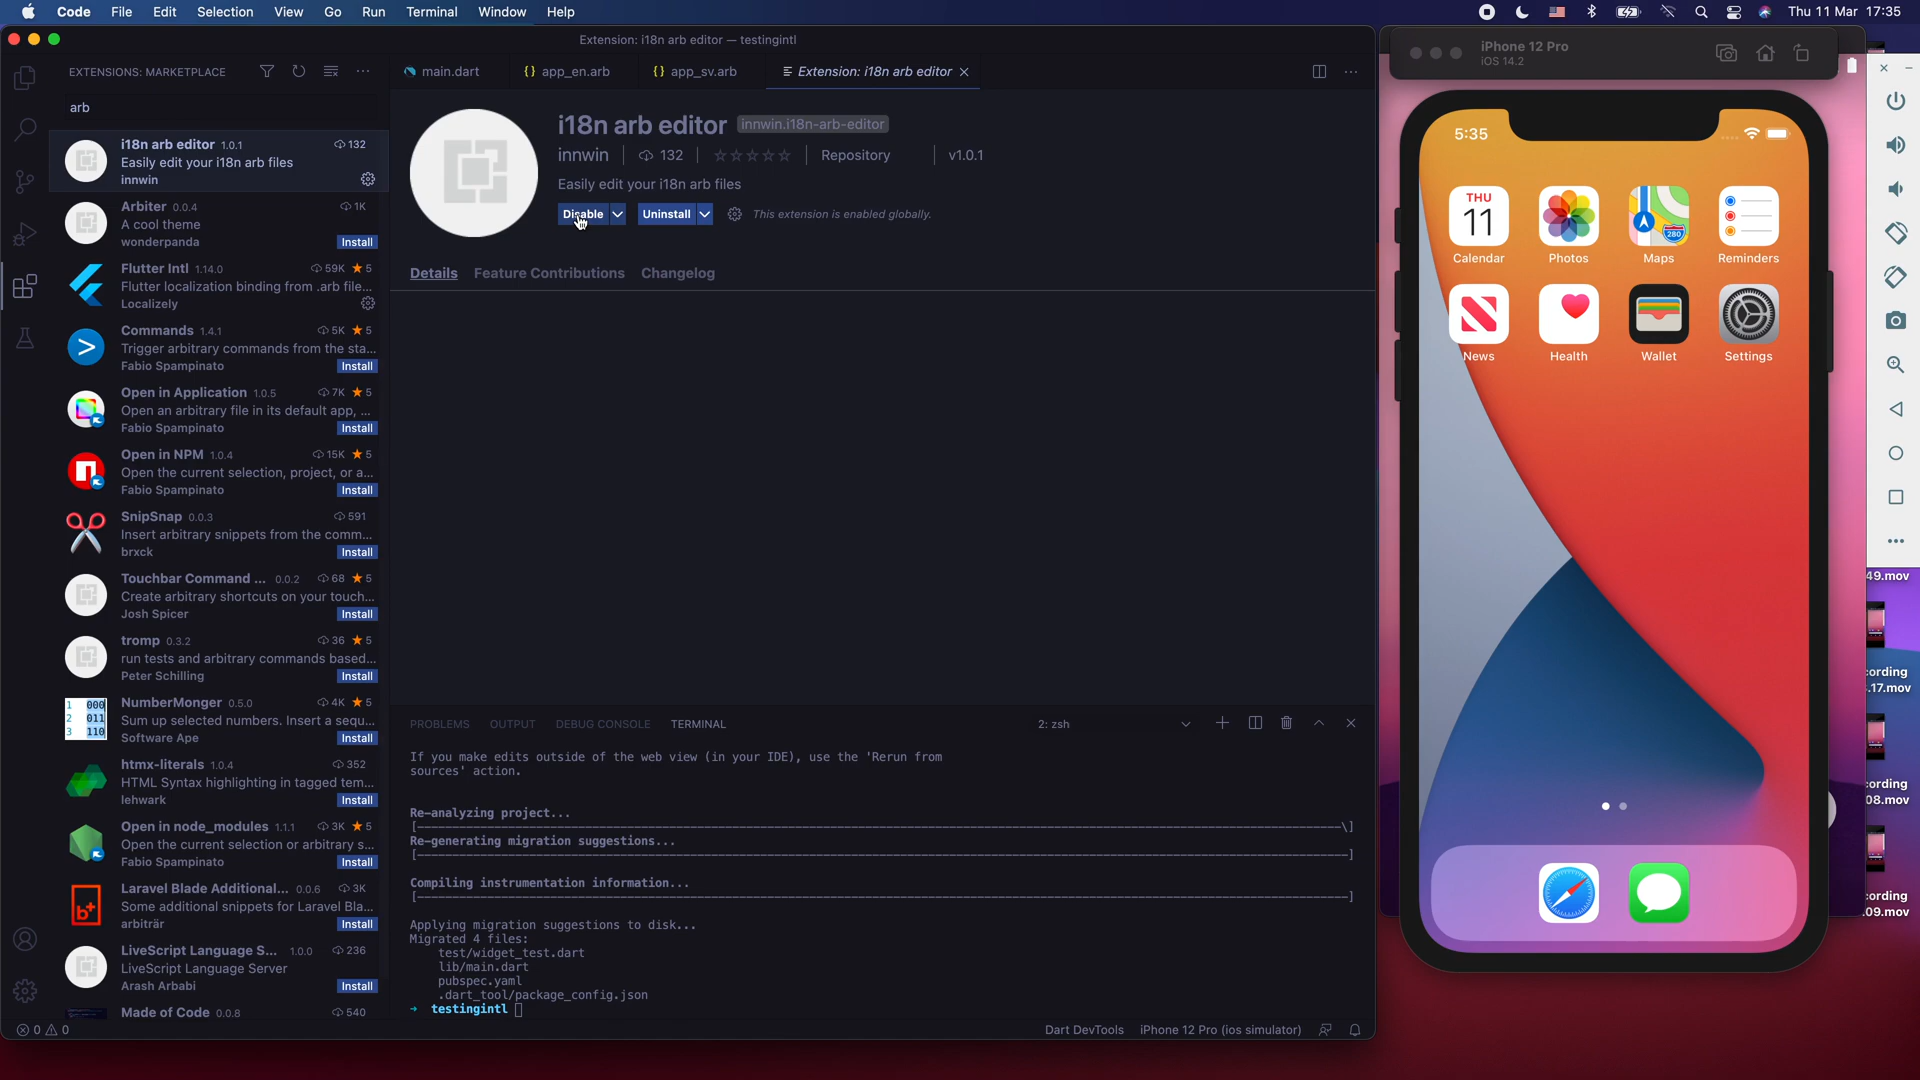 Code File Edit Selection View Go Run Terminal Window Help
Thu 11 Mar 17:35
Extension: i18n arb editor — testingintl
EXTENSIONS: MARKETPLACE
arb
i18n arb editor 1.0.1 132
Easily edit your i18n arb files
innwin
Arbiter 0.0.4 1K
A cool theme
wonderpanda Install
Flutter Intl 1.14.0 59K ★ 5
Flutter localization binding from .arb file...
Localizely
Commands 1.4.1 5K ★ 5
Trigger arbitrary commands from the sta...
Fabio Spampinato Install
Open in Application 1.0.5 7K ★ 5
Open an arbitrary file in its default app, ...
Fabio Spampinato Install
Open in NPM 1.0.4 15K ★ 5
Open the current selection, project, or a...
Fabio Spampinato Install
SnipSnap 0.0.3 591
Insert arbitrary snippets from the comm...
brxck Install
Touchbar Command ... 0.0.2 68 ★ 5
Create arbitrary shortcuts on your touch...
Josh Spicer Install
tromp 0.3.2 36 ★ 5
run tests and arbitrary commands based...
Peter Schilling Install
1 000
2 011
3 110
NumberMonger 0.5.0 4K ★ 5
Sum up selected numbers. Insert a sequ...
Software Ape Install
htmx-literals 1.0.4 352
HTML Syntax highlighting in tagged tem...
lehwark Install
Open in node_modules 1.1.1 3K ★ 5
Open the current selection or arbitrary s...
Fabio Spampinato Install
b+
Laravel Blade Additional... 0.0.6 3K
Some additional snippets for Laravel Bla...
arbiträr Install
LiveScript Language S... 1.0.0 236
LiveScript Language Server
Arash Arbabi Install
Made of Code 0.0.8 540
0 0
main.dart {} app_en.arb {} app_sv.arb Extension: i18n arb editor
i18n arb editor innwin.i18n-arb-editor
innwin 132 Repository v1.0.1
Easily edit your i18n arb files
Disable Uninstall This extension is enabled globally.
Details Feature Contributions Changelog
PROBLEMS OUTPUT DEBUG CONSOLE TERMINAL 2: zsh
If you make edits outside of the web view (in your IDE), use the 'Rerun from
sources' action.
Re-analyzing project...
[-----------------------------------------------------------------------------\]
Re-generating migration suggestions...
[------------------------------------------------------------------------------]
Compiling instrumentation information...
[------------------------------------------------------------------------------]
Applying migration suggestions to disk...
Migrated 4 files:
test/widget_test.dart
lib/main.dart
pubspec.yaml
.dart_tool/package_config.json
→ testingintl
Dart DevTools iPhone 12 Pro (ios simulator)
iPhone 12 Pro
iOS 14.2
5:35
THU
11
280
Calendar Photos Maps Reminders
News Health Wallet Settings
49.mov
cording
.17.mov
cording
08.mov
cording
.09.mov